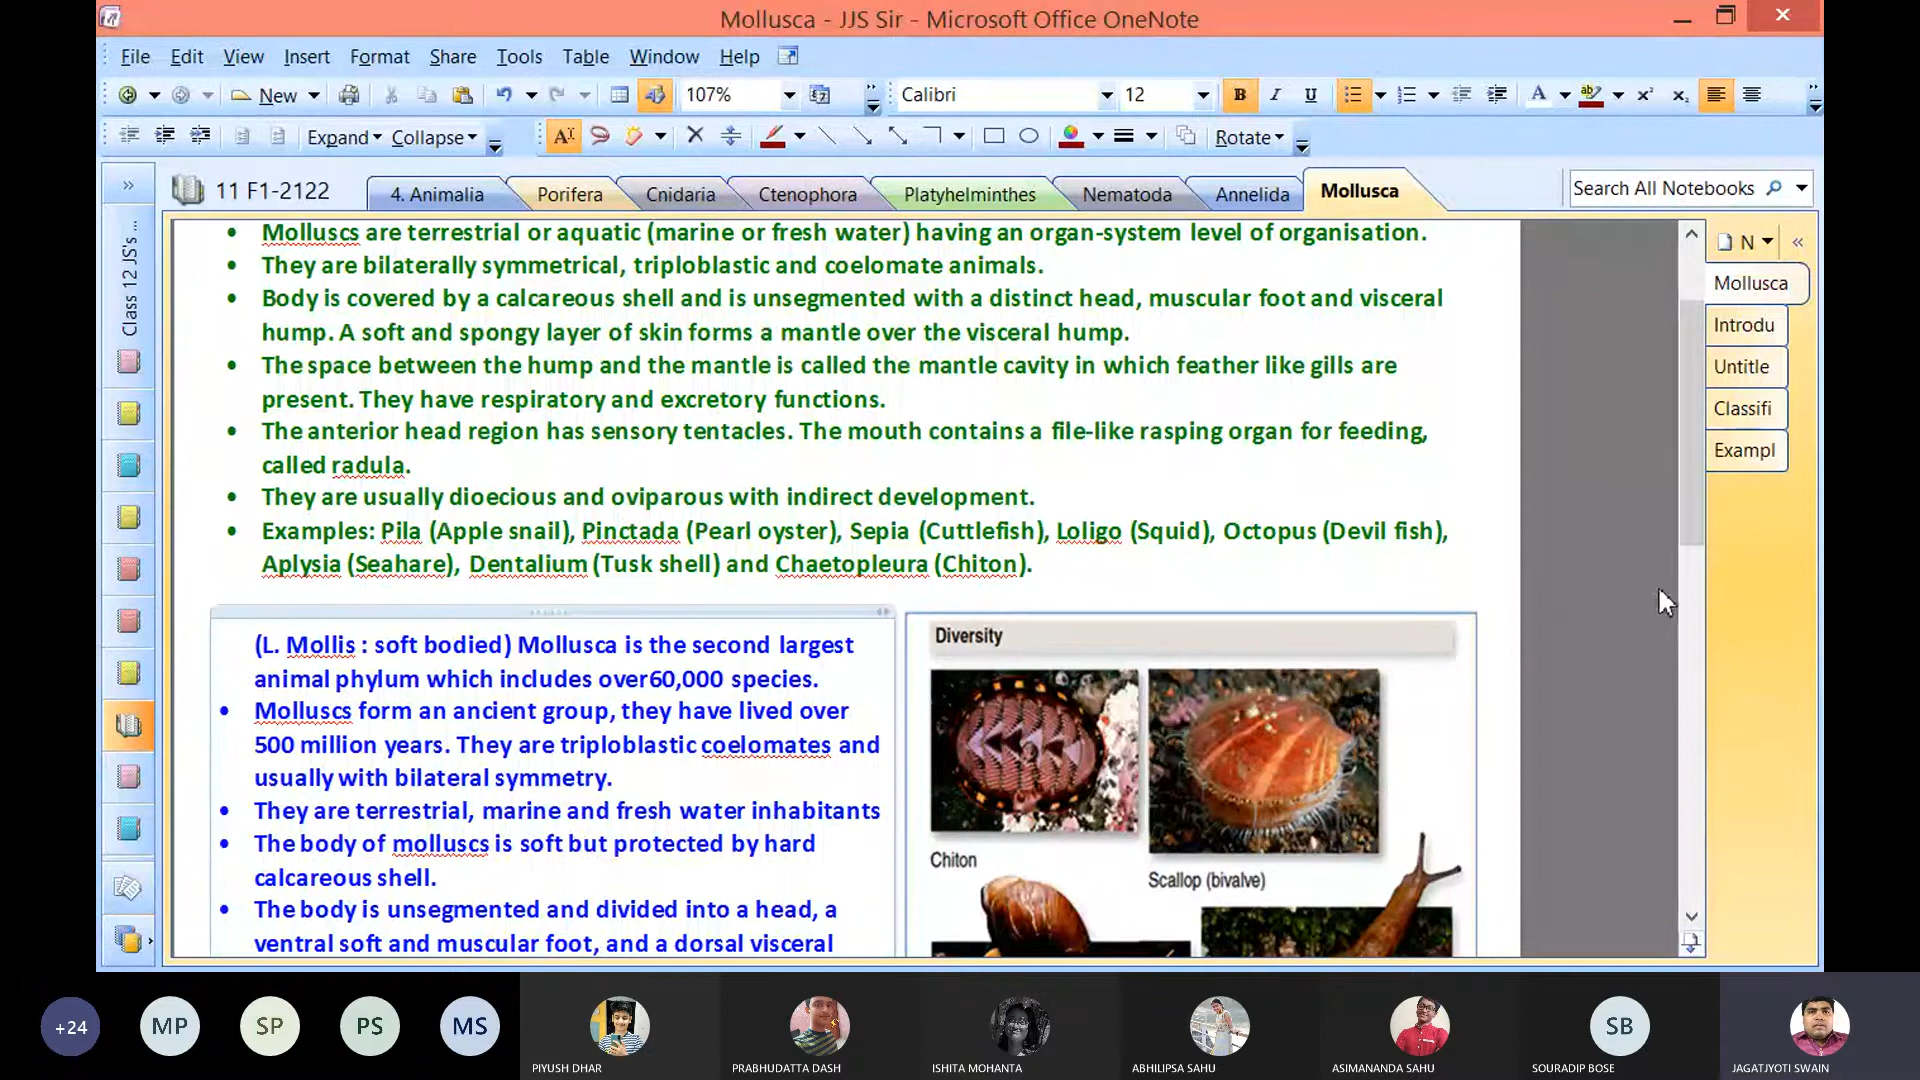 Mollusca - JJS Sir - Microsoft Office OneNote
File Edit View Insert Format Share Tools Table Window Help
New 107% Calibri 12 B I U A ab x² x₂
Expand Collapse A Rotate
11 F1-2122 4. Animalia Porifera Cnidaria Ctenophora Platyhelminthes Nematoda Annelida Mollusca Search All Notebooks
Class 12 JJS's ...
N
Mollusca
Introdu
Untitle
Classifi
Exampl
• Molluscs are terrestrial or aquatic (marine or fresh water) having an organ-system level of organisation.
• They are bilaterally symmetrical, triploblastic and coelomate animals.
• Body is covered by a calcareous shell and is unsegmented with a distinct head, muscular foot and visceral
hump. A soft and spongy layer of skin forms a mantle over the visceral hump.
• The space between the hump and the mantle is called the mantle cavity in which feather like gills are
present. They have respiratory and excretory functions.
• The anterior head region has sensory tentacles. The mouth contains a file-like rasping organ for feeding,
called radula.
• They are usually dioecious and oviparous with indirect development.
• Examples: Pila (Apple snail), Pinctada (Pearl oyster), Sepia (Cuttlefish), Loligo (Squid), Octopus (Devil fish),
Aplysia (Seahare), Dentalium (Tusk shell) and Chaetopleura (Chiton).
(L. Mollis : soft bodied) Mollusca is the second largest
animal phylum which includes over60,000 species.
• Molluscs form an ancient group, they have lived over
500 million years. They are triploblastic coelomates and
usually with bilateral symmetry.
• They are terrestrial, marine and fresh water inhabitants
• The body of molluscs is soft but protected by hard
calcareous shell.
• The body is unsegmented and divided into a head, a
ventral soft and muscular foot, and a dorsal visceral
Diversity
Chiton
Scallop (bivalve)
+24 MP SP PS MS SB
PIYUSH DHAR PRABHUDATTA DASH ISHITA MOHANTA ABHILIPSA SAHU ASIMANANDA SAHU SOURADIP BOSE JAGATJYOTI SWAIN